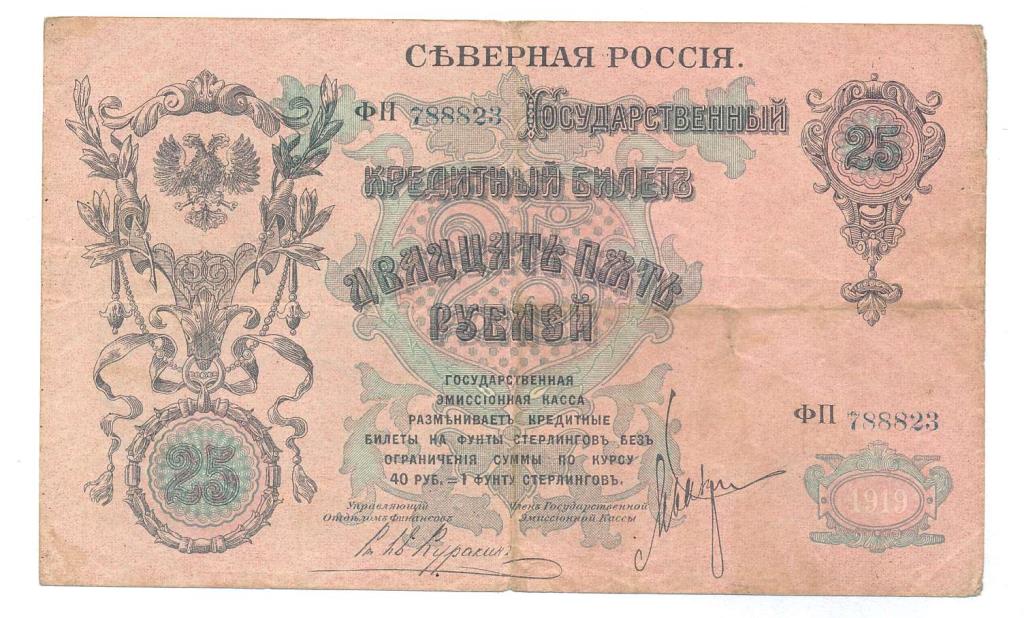 СѢВЕРНАЯ РОССІЯ.
ФП 788823 ГОСУДАРСТВЕННЫЙ
25
КРЕДИТНЫЙ БИЛЕТЪ
25
ДВАДЦАТЬ ПЯТЬ
РУБЛЕЙ
ГОСУДАРСТВЕННАЯ
ЭМИССІОННАЯ КАССА
РАЗМѢНИВАЕТЪ КРЕДИТНЫЕ
БИЛЕТЫ НА ФУНТЫ СТЕРЛИНГОВЪ БЕЗЪ
ОГРАНИЧЕНІЯ СУММЫ ПО КУРСУ
40 РУБ. = 1 ФУНТУ СТЕРЛИНГОВЪ.
ФП 788823
25
1919
Управляющій
Отдѣломъ Финансовъ
Членъ Государственной
Эмиссіонной Кассы
Куракин